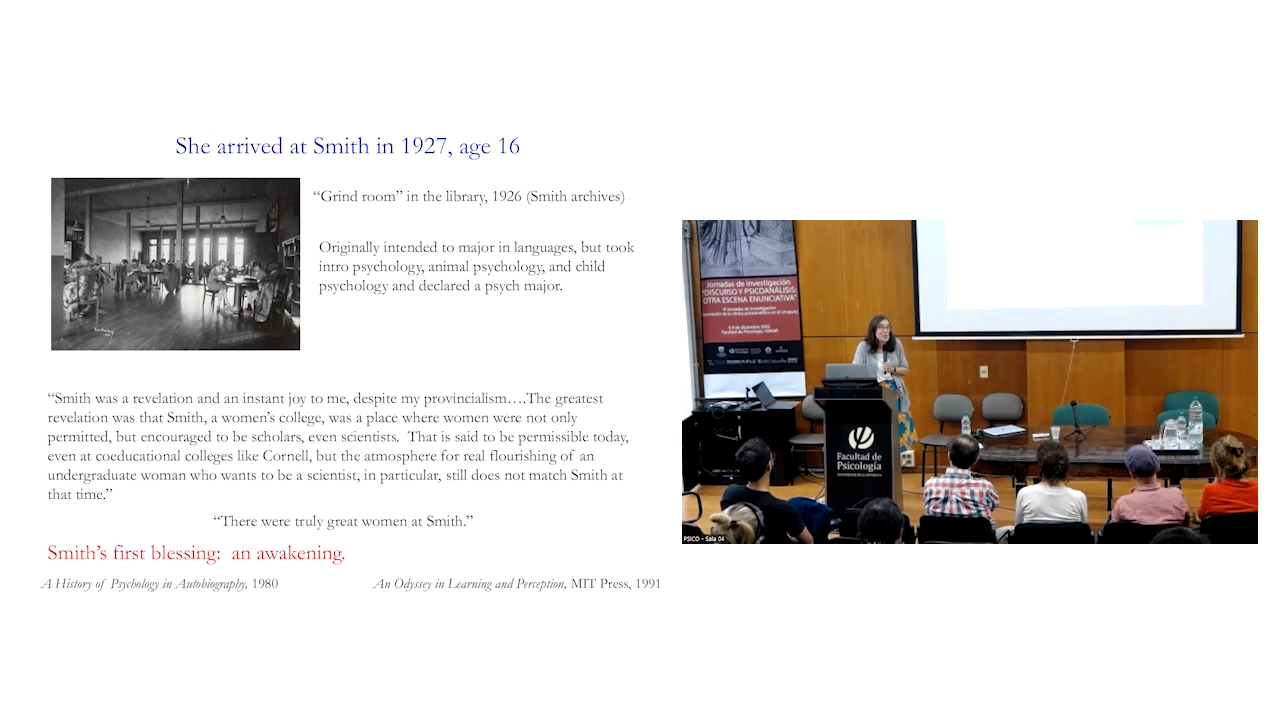 She arrived at Smith in 1927, age 16
“Grind room” in the library, 1926 (Smith archives)
Originally intended to major in languages, but took
intro psychology, animal psychology, and child
psychology and declared a psych major.
“Smith was a revelation and an instant joy to me, despite my provincialism….The greatest
revelation was that Smith, a women’s college, was a place where women were not only
permitted, but encouraged to be scholars, even scientists.  That is said to be permissible today,
even at coeducational colleges like Cornell, but the atmosphere for real flourishing of an
undergraduate woman who wants to be a scientist, in particular, still does not match Smith at
that time.”
“There were truly great women at Smith.”
Smith’s first blessing:  an awakening.
A History of Psychology in Autobiography, 1980
An Odyssey in Learning and Perception, MIT Press, 1991
Jornadas de investigación
"DISCURSO Y PSICOANÁLISIS:
OTRA ESCENA ENUNCIATIVA"
Facultad de
Psicología
PSICO - Sala 04